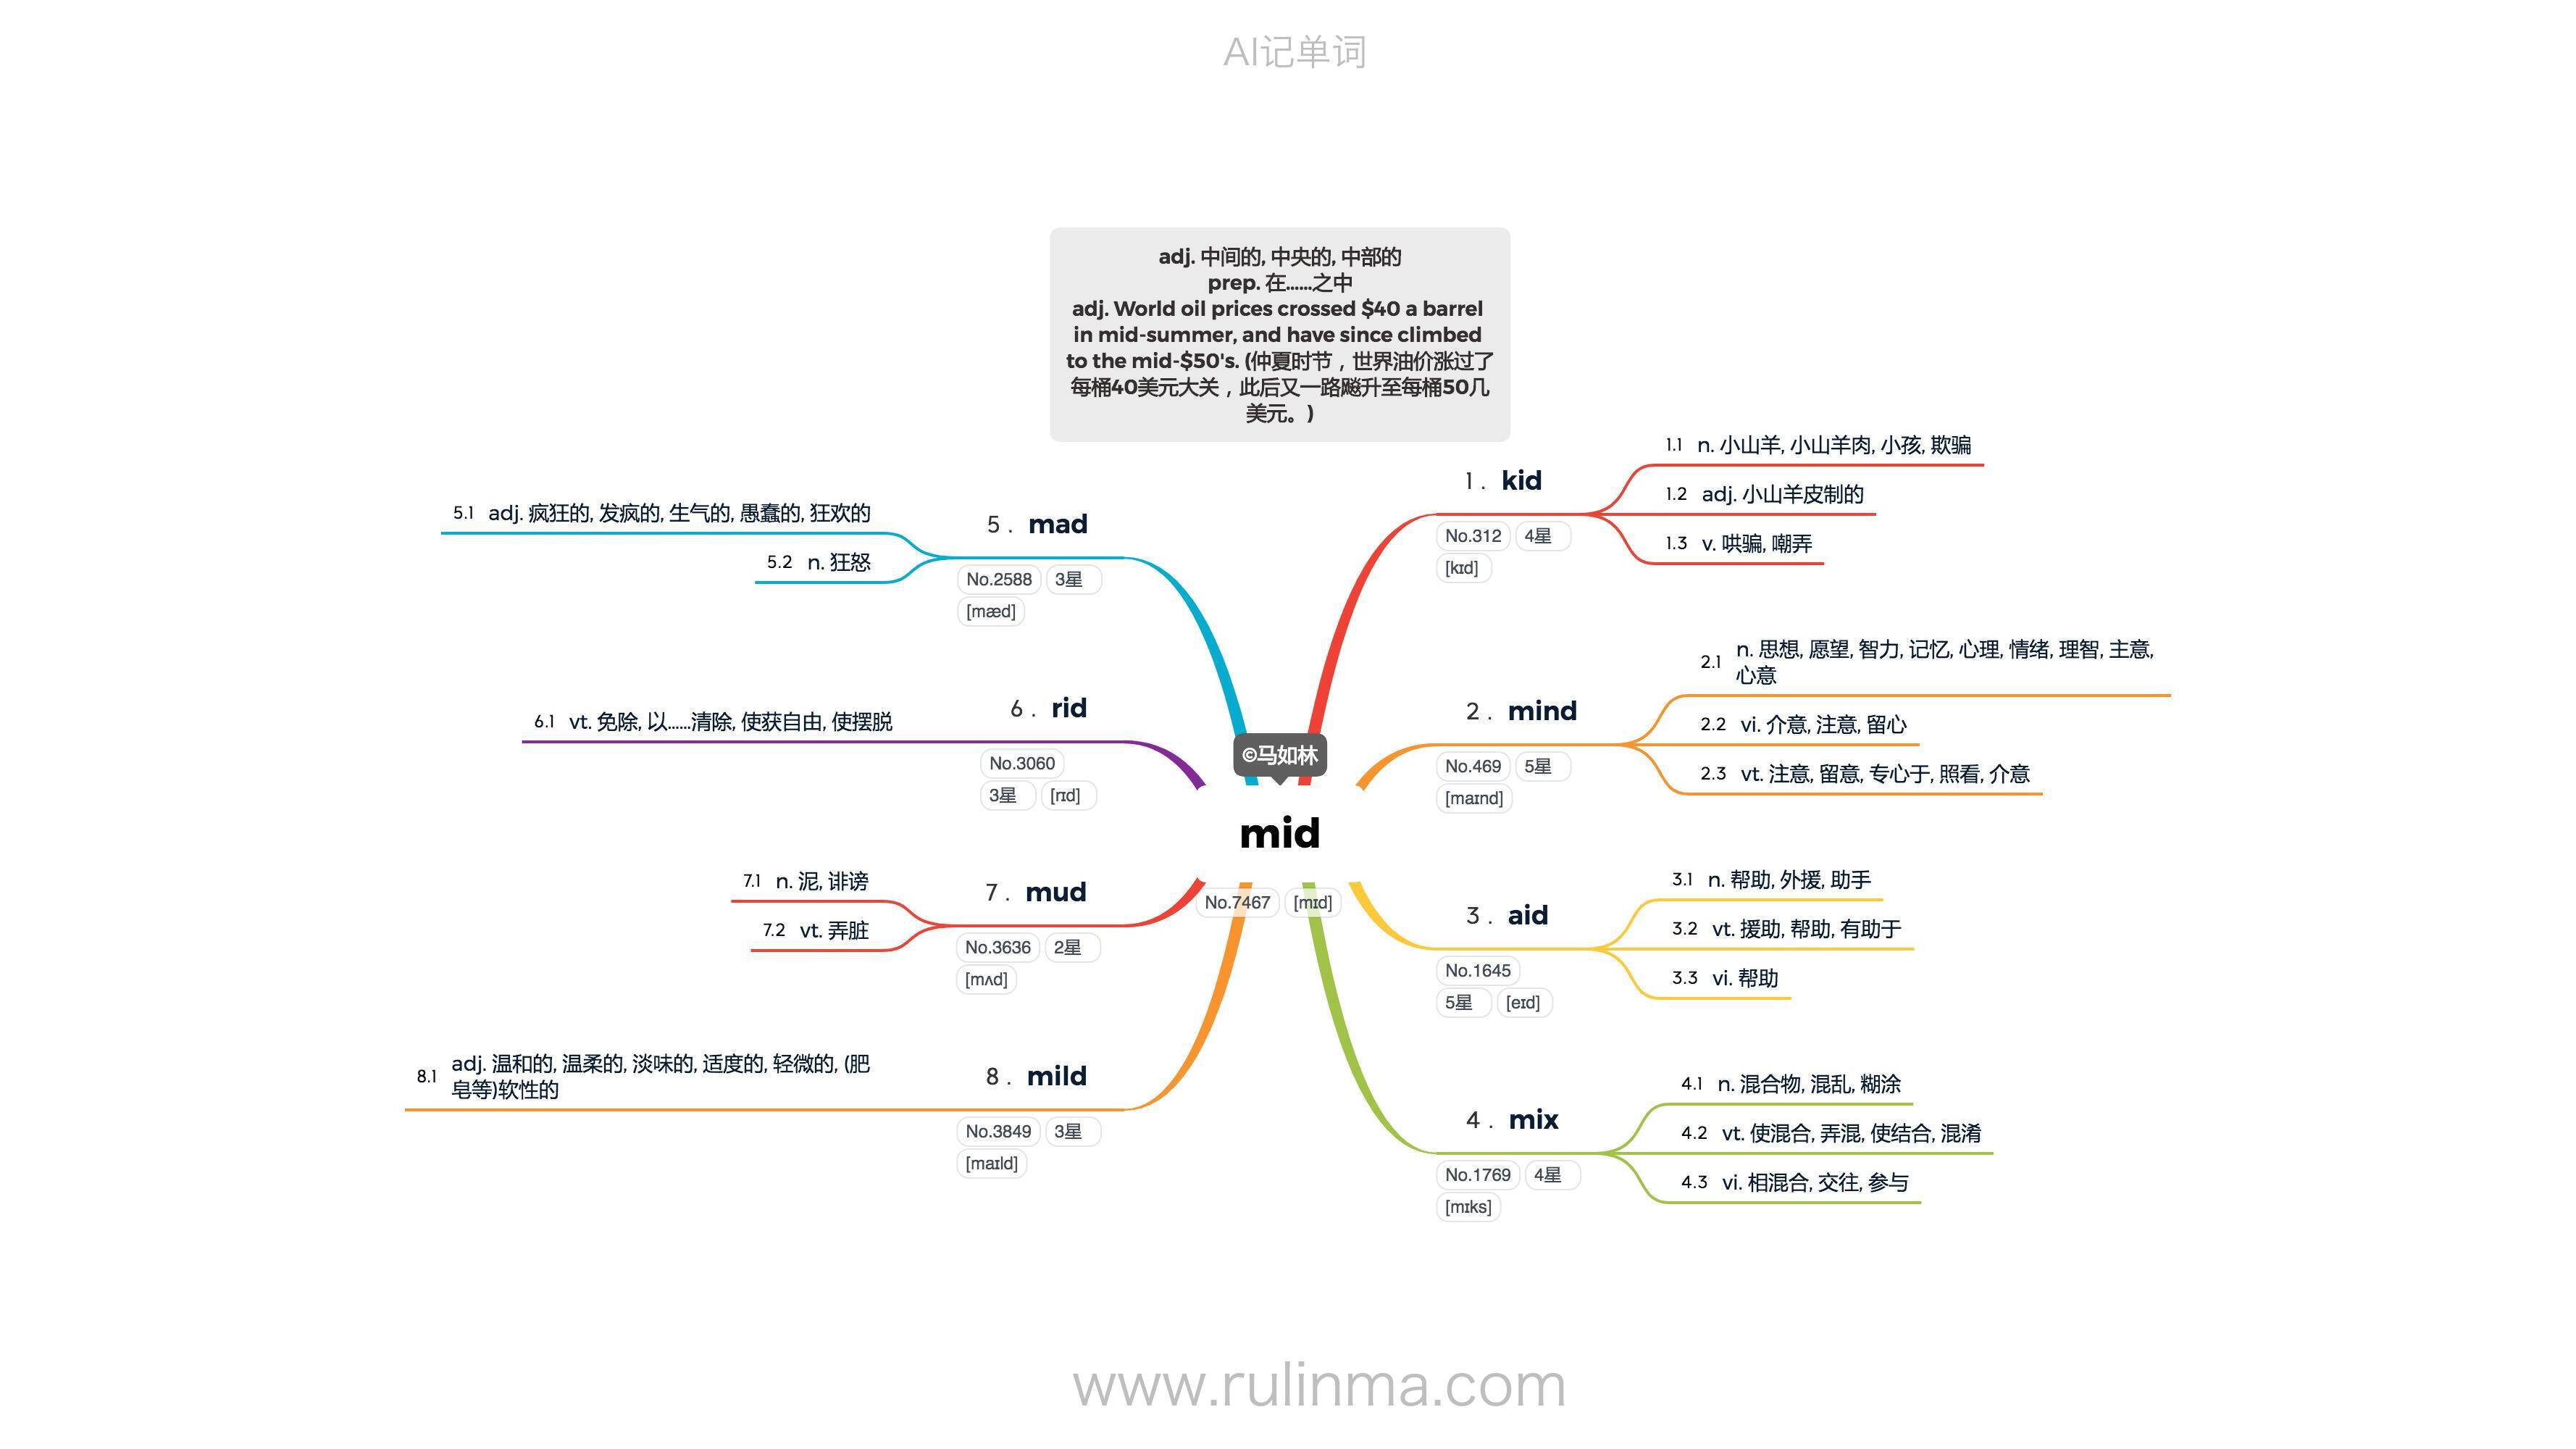 AI记单词
adj. 中间的, 中央的, 中部的
prep. 在......之中
adj. World oil prices crossed $40 a barrel
in mid-summer, and have since climbed
to the mid-$50's. (仲夏时节，世界油价涨过了
每桶40美元大关，此后又一路飚升至每桶50几
美元。)
©马如林
mid
No.7467 [mɪd]
1 . kid
No.312 4星
[kɪd]
1.1 n. 小山羊, 小山羊肉, 小孩, 欺骗
1.2 adj. 小山羊皮制的
1.3 v. 哄骗, 嘲弄
2 . mind
No.469 5星
[maɪnd]
2.1 n. 思想, 愿望, 智力, 记忆, 心理, 情绪, 理智, 主意,
心意
2.2 vi. 介意, 注意, 留心
2.3 vt. 注意, 留意, 专心于, 照看, 介意
3 . aid
No.1645
5星 [eɪd]
3.1 n. 帮助, 外援, 助手
3.2 vt. 援助, 帮助, 有助于
3.3 vi. 帮助
4 . mix
No.1769 4星
[mɪks]
4.1 n. 混合物, 混乱, 糊涂
4.2 vt. 使混合, 弄混, 使结合, 混淆
4.3 vi. 相混合, 交往, 参与
5 . mad
No.2588 3星
[mæd]
5.1 adj. 疯狂的, 发疯的, 生气的, 愚蠢的, 狂欢的
5.2 n. 狂怒
6 . rid
No.3060
3星 [rɪd]
6.1 vt. 免除, 以......清除, 使获自由, 使摆脱
7 . mud
No.3636 2星
[mʌd]
7.1 n. 泥, 诽谤
7.2 vt. 弄脏
8 . mild
No.3849 3星
[maɪld]
8.1 adj. 温和的, 温柔的, 淡味的, 适度的, 轻微的, (肥
皂等)软性的
www.rulinma.com